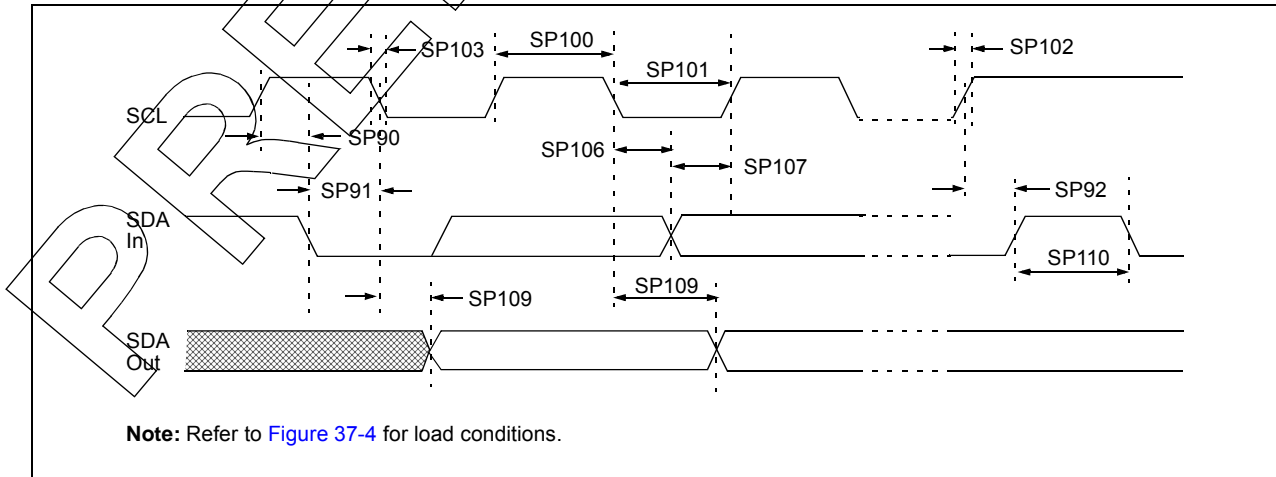 SP103
SP100
SP102
SP101
SCL
SP90
SP106
SP107
SP91
SP92
SDA
In
SP110
SP109
SP109
SDA
Out
Note: Refer to Figure 37-4 for load conditions.
PRE